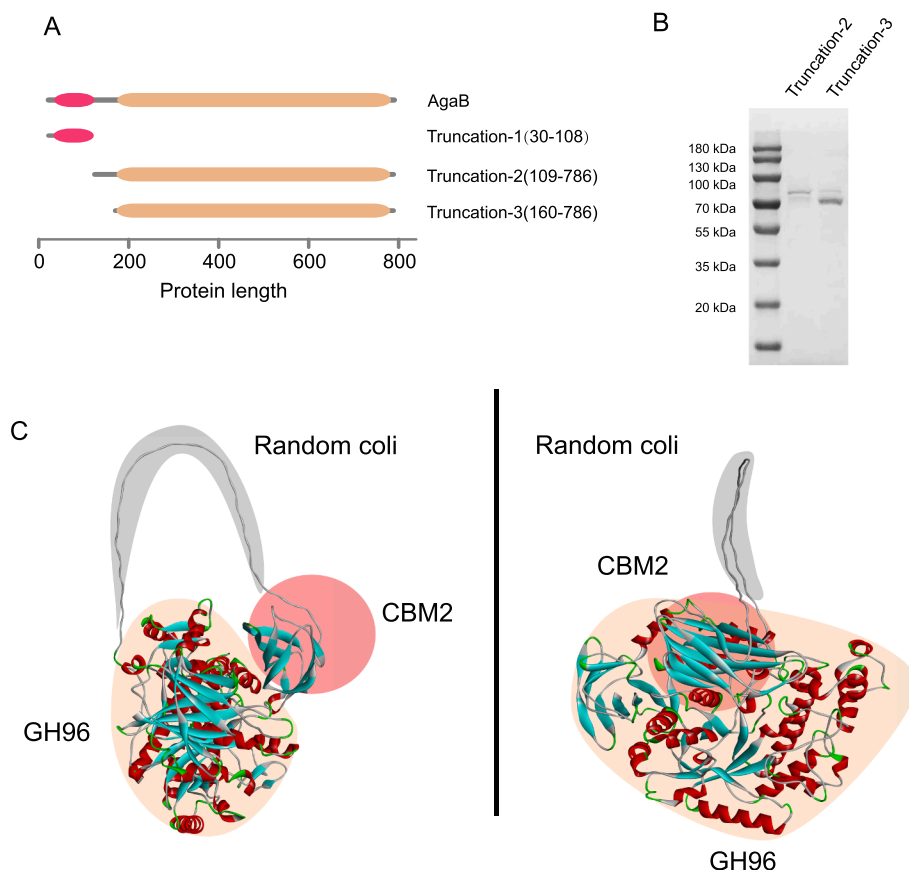 A
AgaB
Truncation-1(30-108)
Truncation-2(109-786)
Truncation-3(160-786)
0 200 400 600 800
Protein length
B
Truncation-2
Truncation-3
180 kDa
130 kDa
100 kDa
70 kDa
55 kDa
35 kDa
20 kDa
C
Random coli
CBM2
GH96
Random coli
CBM2
GH96